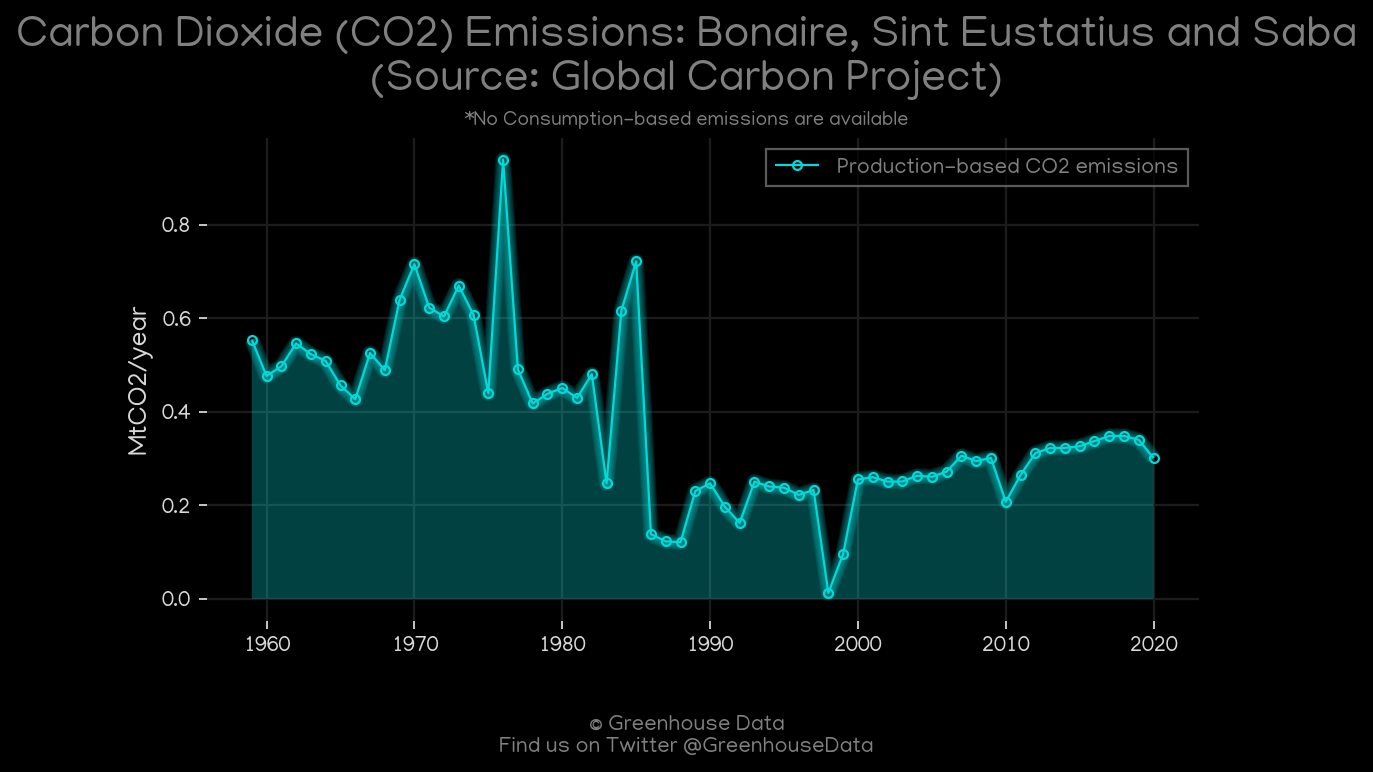 Carbon Dioxide (CO2) Emissions: Bonaire, Sint Eustatius and Saba
(Source: Global Carbon Project)
*No Consumption-based emissions are available
Production-based CO2 emissions
MtCO2/year
0.8
0.6
0.4
0.2
0.0
1960 1970 1980 1990 2000 2010 2020
© Greenhouse Data
Find us on Twitter @GreenhouseData